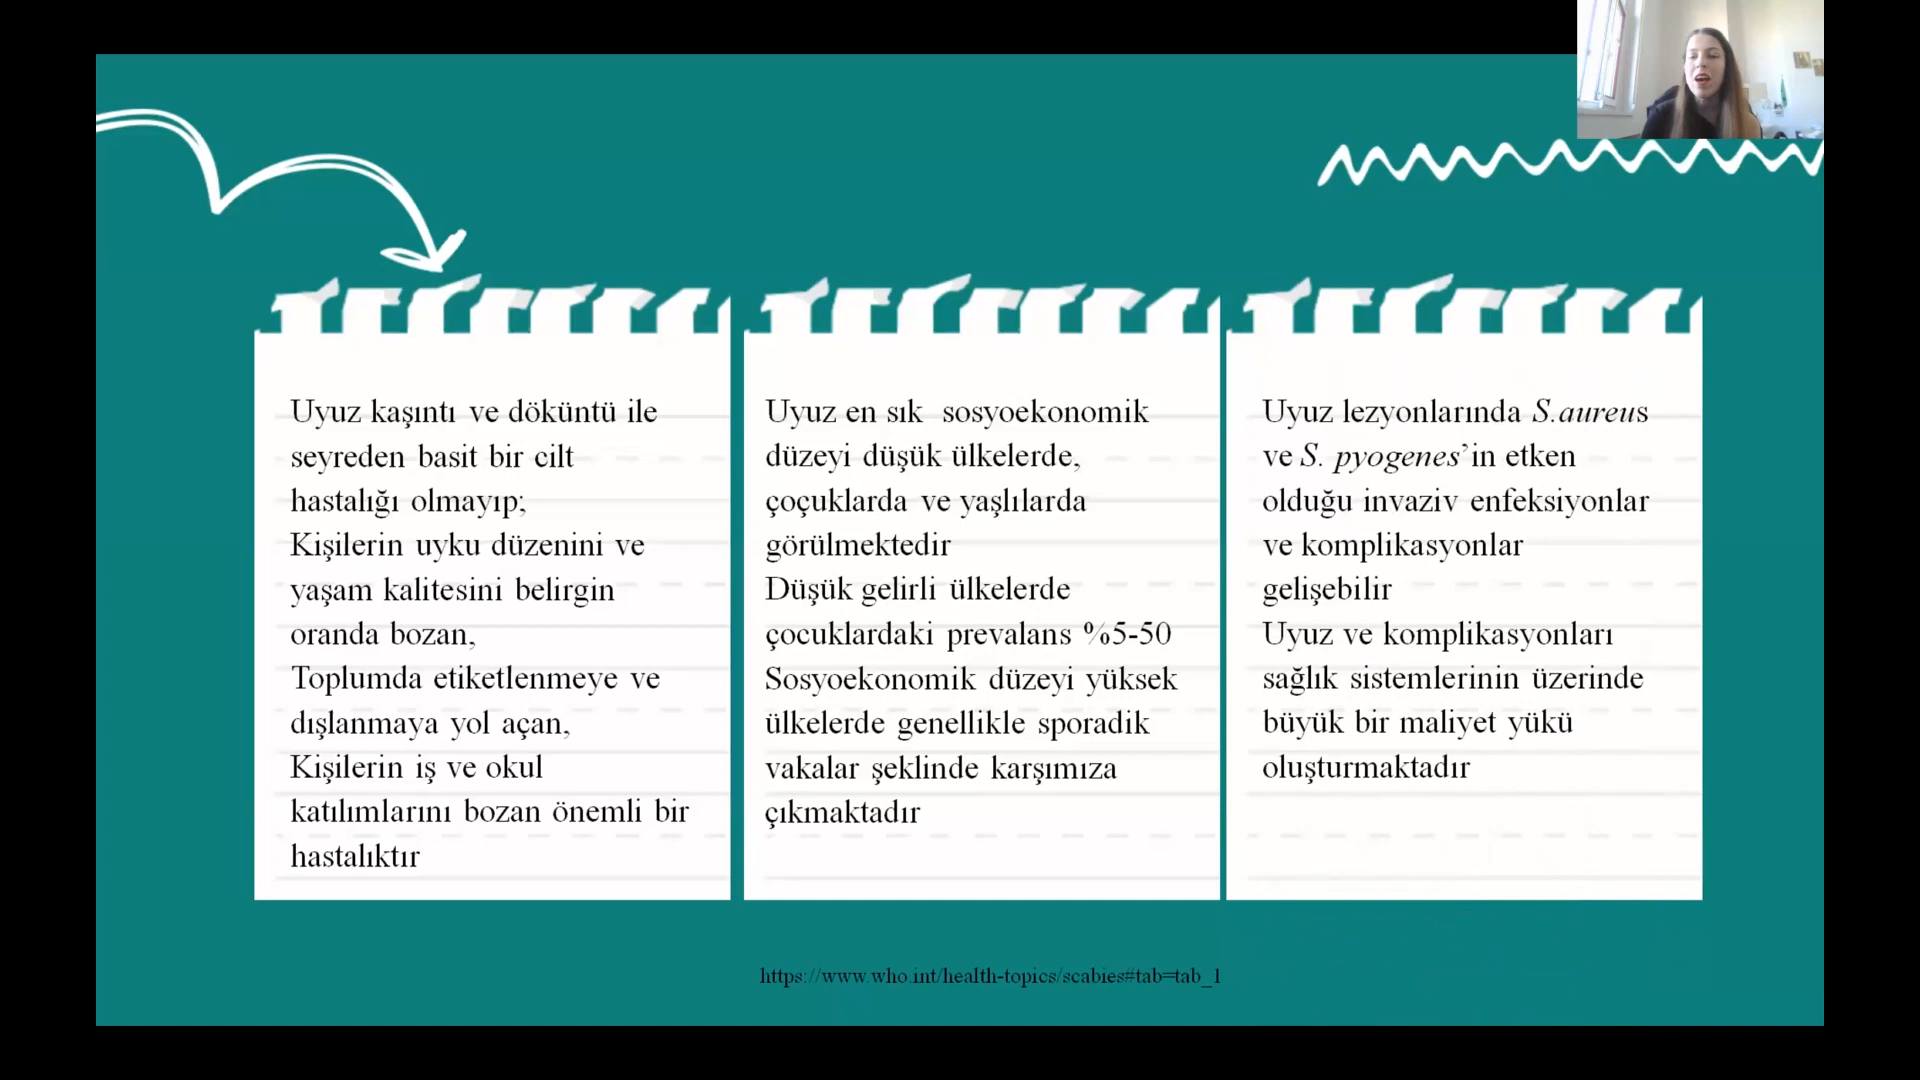 Uyuz kaşıntı ve döküntü ile
seyreden basit bir cilt
hastalığı olmayıp;
Kişilerin uyku düzenini ve
yaşam kalitesini belirgin
oranda bozan,
Toplumda etiketlenmeye ve
dışlanmaya yol açan,
Kişilerin iş ve okul
katılımlarını bozan önemli bir
hastalıktır
Uyuz en sık sosyoekonomik
düzeyi düşük ülkelerde,
çoçuklarda ve yaşlılarda
görülmektedir
Düşük gelirli ülkelerde
çocuklardaki prevalans %5-50
Sosyoekonomik düzeyi yüksek
ülkelerde genellikle sporadik
vakalar şeklinde karşımıza
çıkmaktadır
Uyuz lezyonlarında S.aureus
ve S. pyogenes’in etken
olduğu invaziv enfeksiyonlar
ve komplikasyonlar
gelişebilir
Uyuz ve komplikasyonları
sağlık sistemlerinin üzerinde
büyük bir maliyet yükü
oluşturmaktadır
https://www.who.int/health-topics/scabies#tab=tab_1